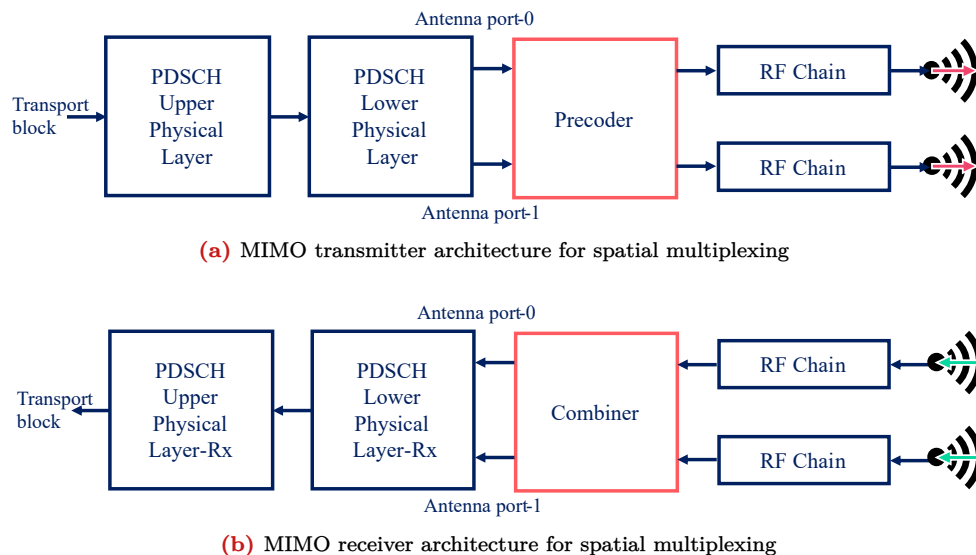 Antenna port-0
Transport
block
PDSCH
Upper
Physical
Layer
PDSCH
Lower
Physical
Layer
Precoder
RF Chain
RF Chain
Antenna port-1
(a) MIMO transmitter architecture for spatial multiplexing
Antenna port-0
Transport
block
PDSCH
Upper
Physical
Layer-Rx
PDSCH
Lower
Physical
Layer-Rx
Combiner
RF Chain
RF Chain
Antenna port-1
(b) MIMO receiver architecture for spatial multiplexing